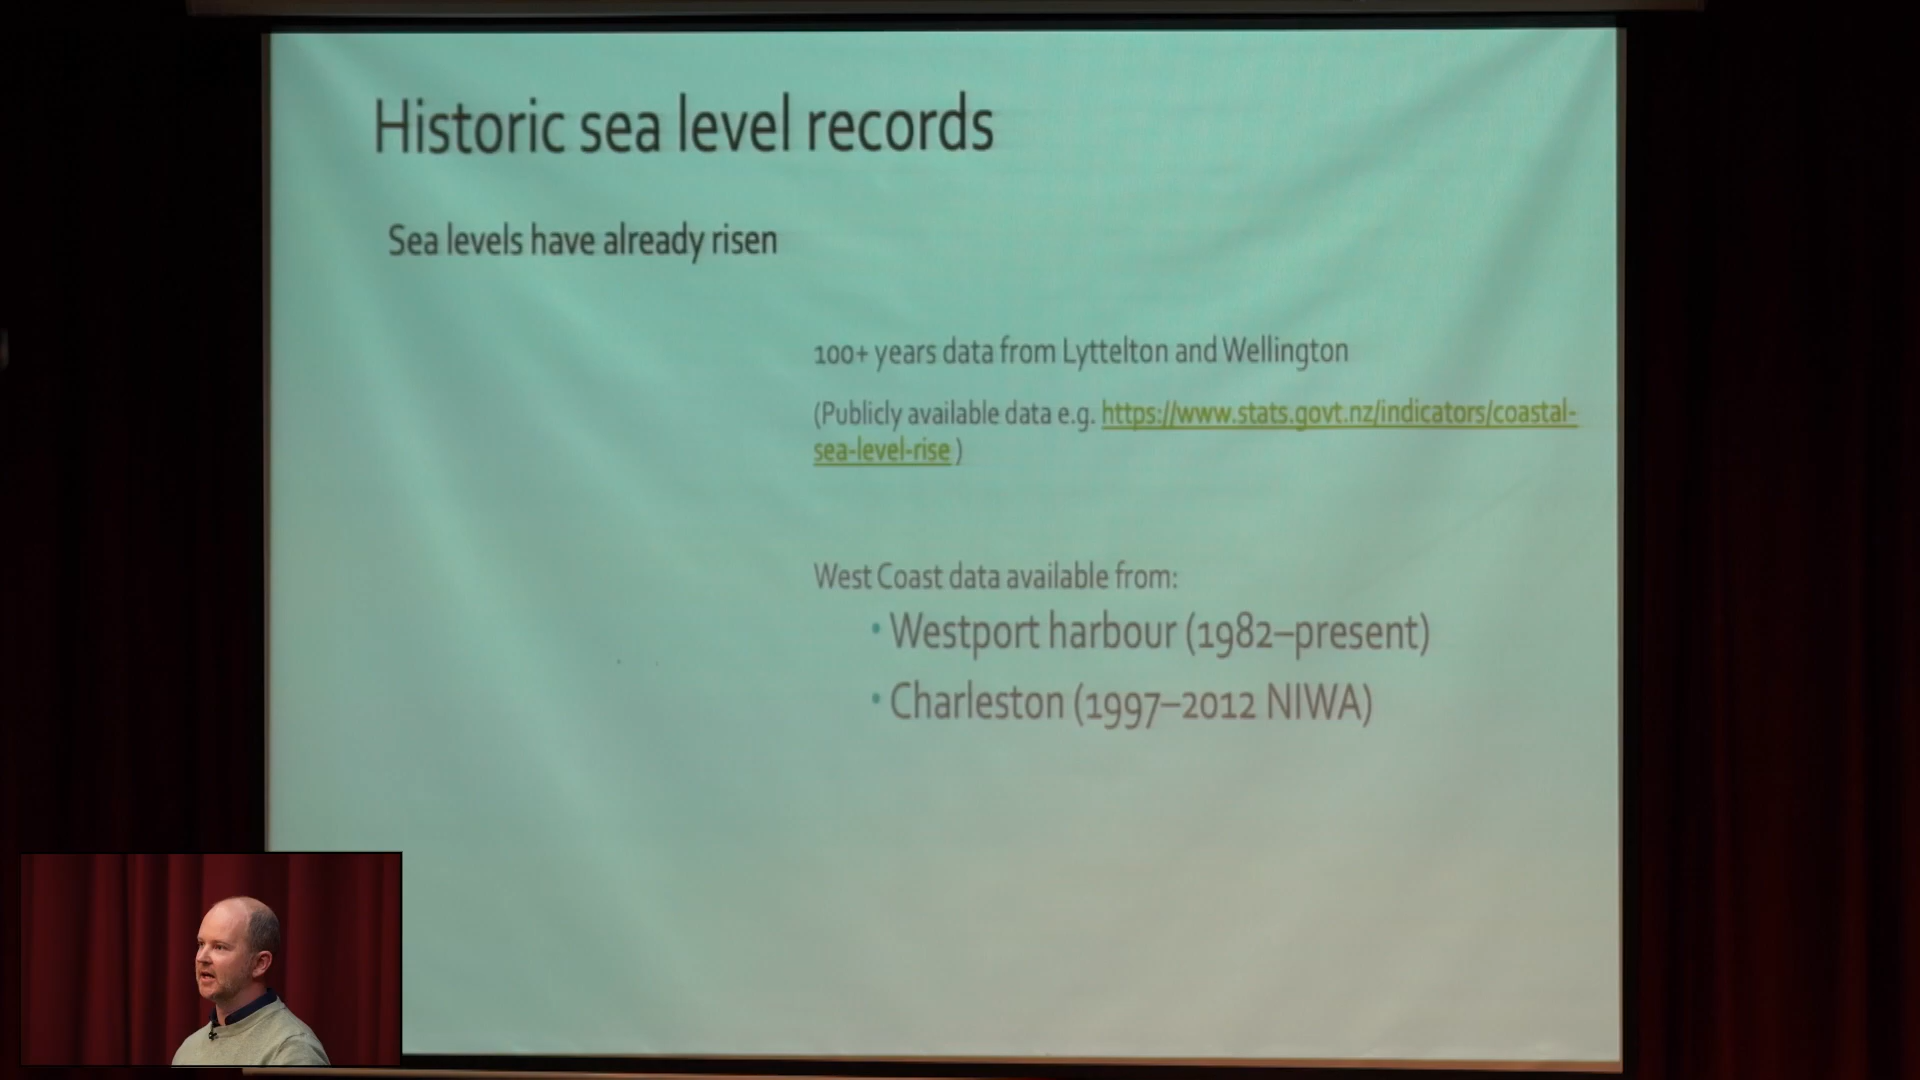 Historic sea level records
Sea levels have already risen
100+ years data from Lyttelton and Wellington
(Publicly available data e.g. https://www.stats.govt.nz/indicators/coastal-
sea-level-rise )
West Coast data available from:
• Westport harbour (1982–present)
• Charleston (1997–2012 NIWA)